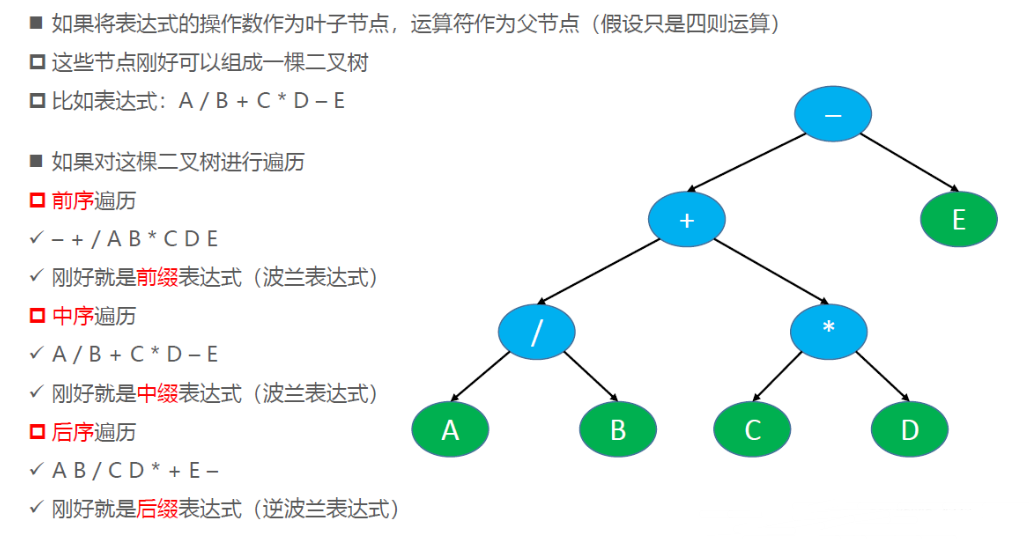 ■ 如果将表达式的操作数作为叶子节点，运算符作为父节点（假设只是四则运算）
这些节点刚好可以组成一棵二叉树
比如表达式：A / B + C * D – E
■ 如果对这棵二叉树进行遍历
前序遍历
✓ – + / A B * C D E
✓ 刚好就是前缀表达式（波兰表达式）
中序遍历
✓ A / B + C * D – E
✓ 刚好就是中缀表达式（波兰表达式）
后序遍历
✓ A B / C D * + E –
✓ 刚好就是后缀表达式（逆波兰表达式）
–
+ E
/ *
A B C D